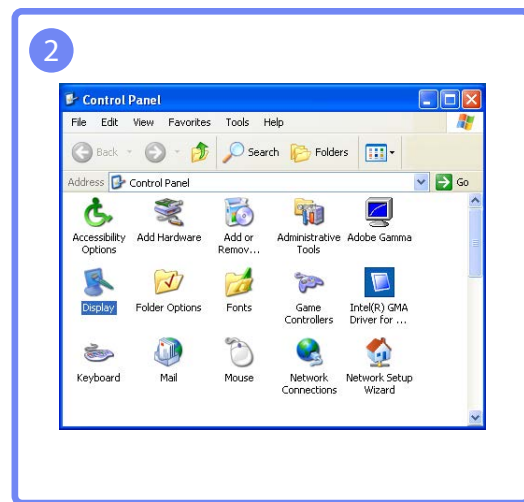 2
Control Panel
File Edit View Favorites Tools Help
Back Search Folders
Address Control Panel Go
Accessibility Options Add Hardware Add or Remov... Administrative Tools Adobe Gamma
Display Folder Options Fonts Game Controllers Intel(R) GMA Driver for ...
Keyboard Mail Mouse Network Connections Network Setup Wizard